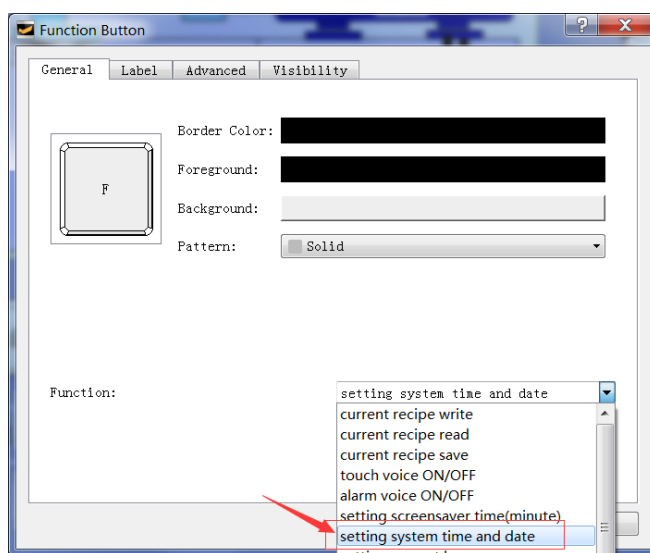 Function Button
General Label Advanced Visibility
Border Color:
F
Foreground:
Background:
Pattern: Solid
Function: setting system time and date
current recipe write
current recipe read
current recipe save
touch voice ON/OFF
alarm voice ON/OFF
setting screensaver time(minute)
setting system time and date